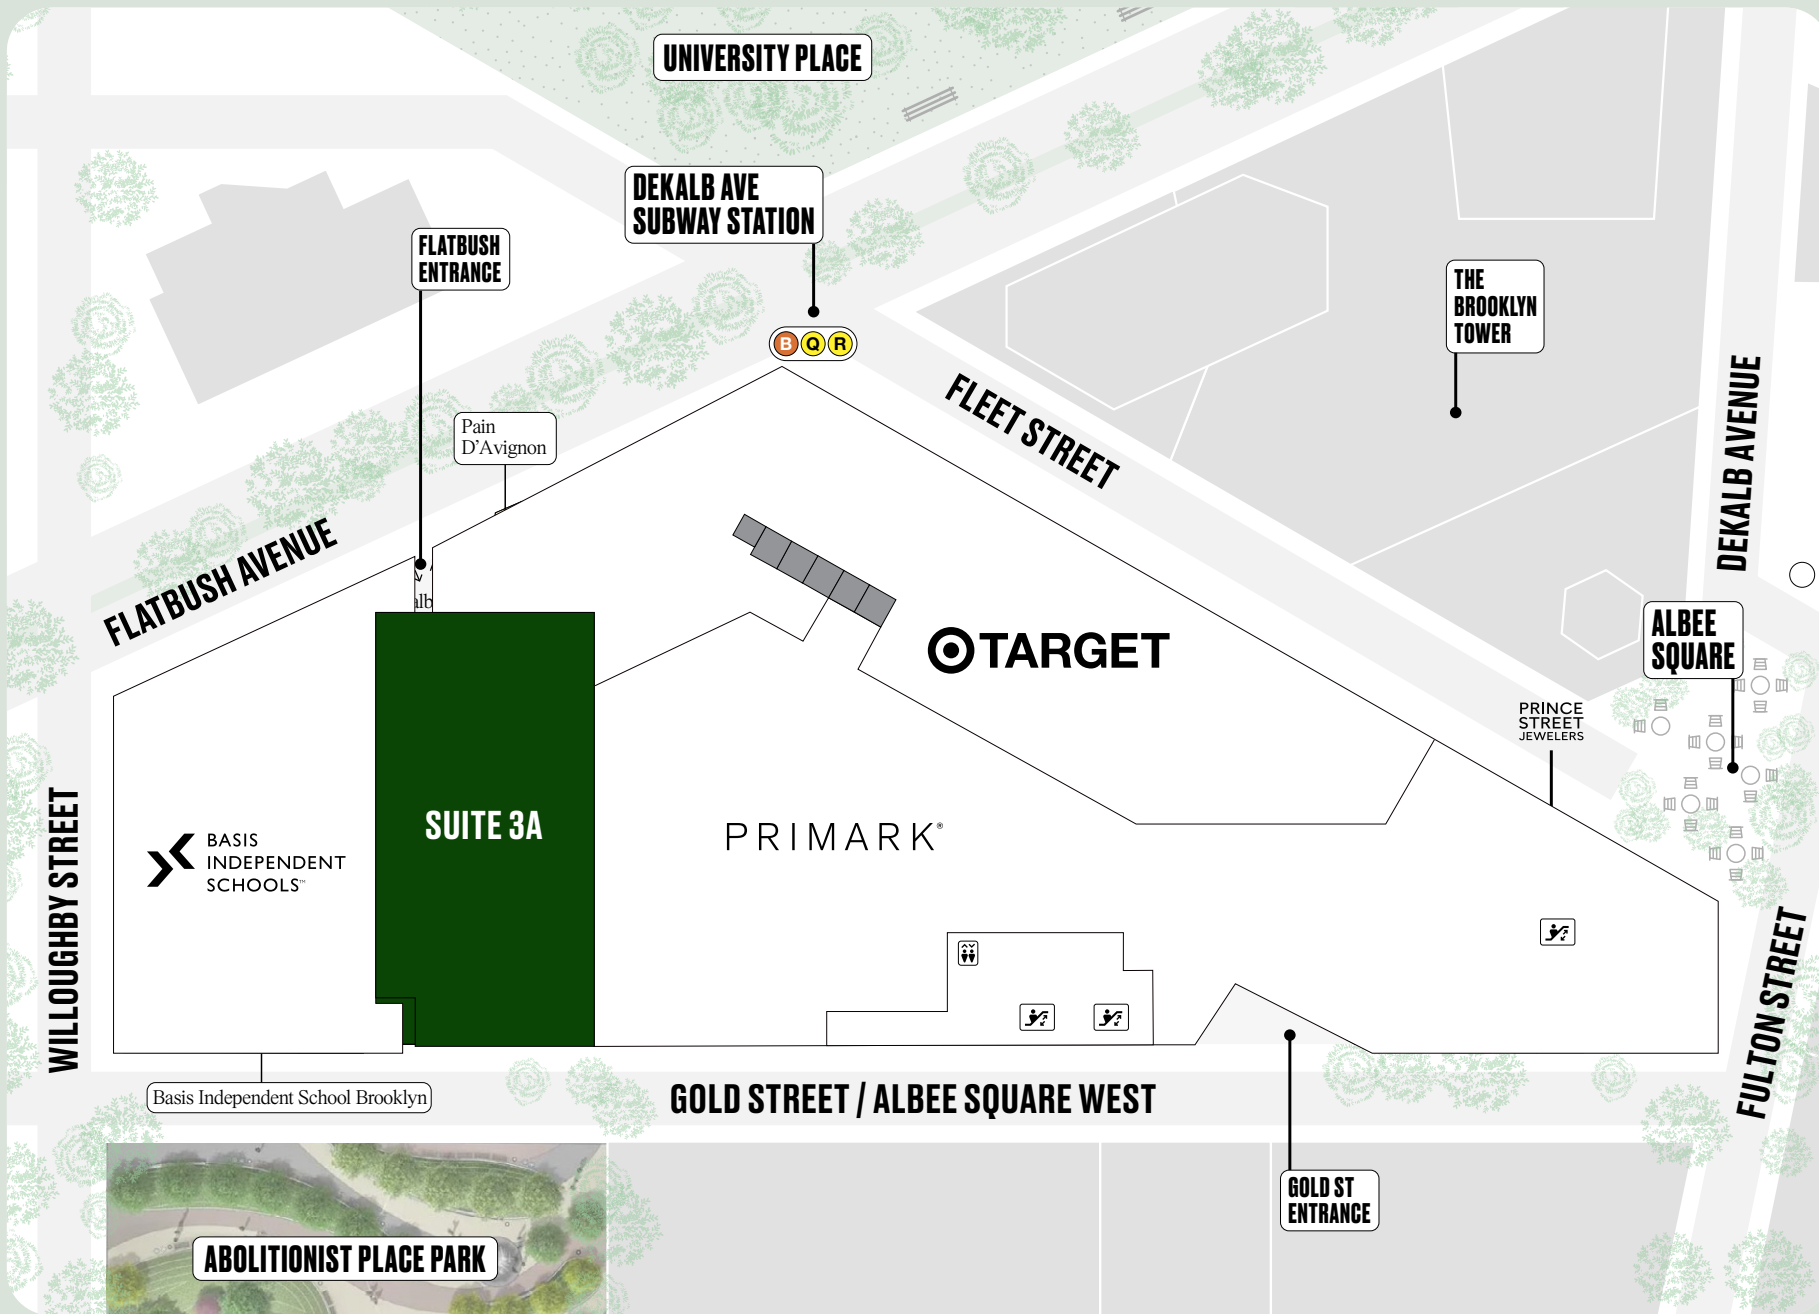 UNIVERSITY PLACE
DEKALB AVE
SUBWAY STATION
FLATBUSH
ENTRANCE
THE
BROOKLYN
TOWER
B Q R
FLEET STREET
DEKALB AVENUE
Pain
D'Avignon
FLATBUSH AVENUE
alb
TARGET
ALBEE
SQUARE
PRINCE
STREET
JEWELERS
SUITE 3A
PRIMARK®
BASIS
INDEPENDENT
SCHOOLS™
WILLOUGHBY STREET
FULTON STREET
Basis Independent School Brooklyn
GOLD STREET / ALBEE SQUARE WEST
GOLD ST
ENTRANCE
ABOLITIONIST PLACE PARK